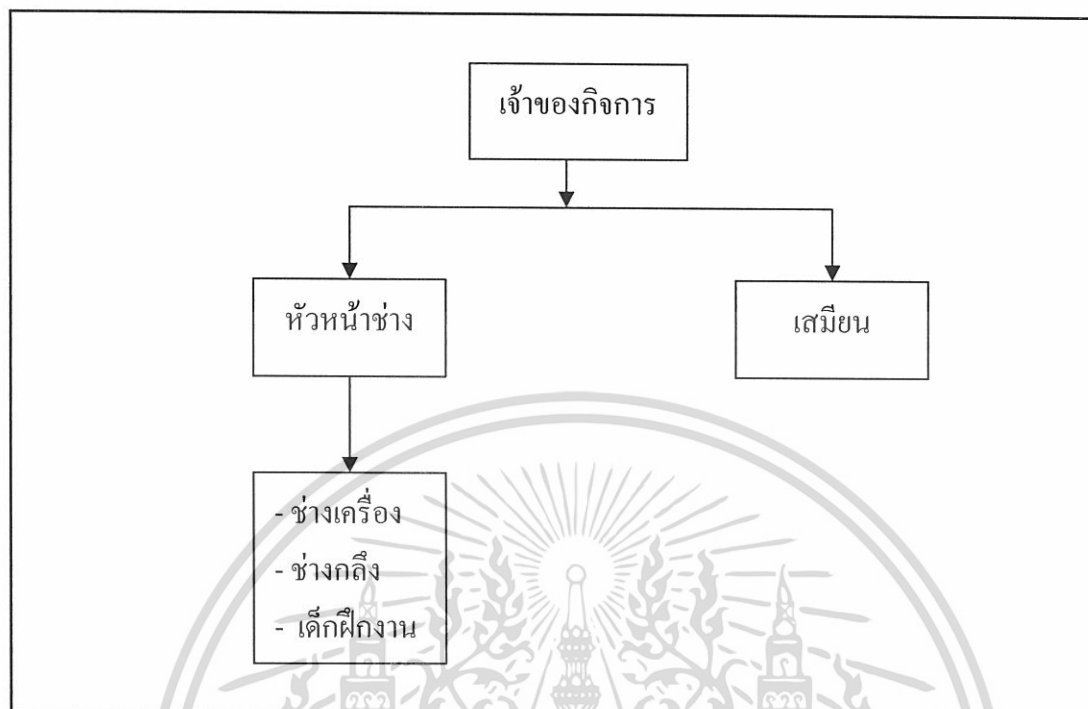 เจ้าของกิจการ
หัวหน้าช่าง
เสมียน
- ช่างเครื่อง
- ช่างกลึง
- เด็กฝึกงาน